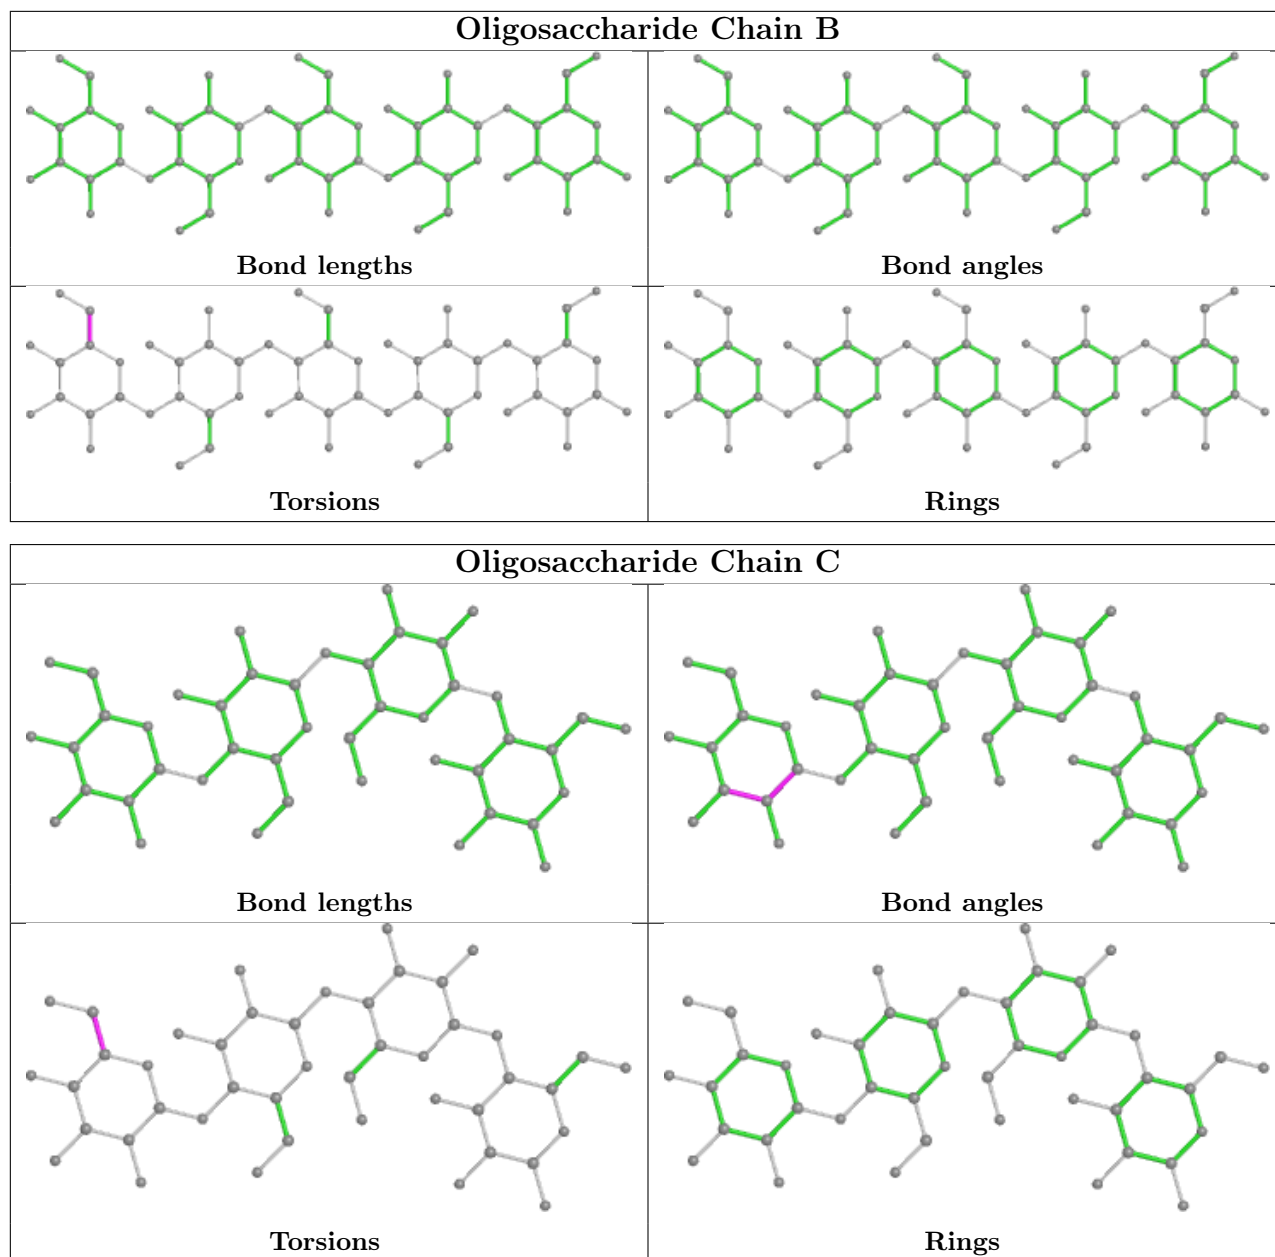 Oligosaccharide Chain B
Bond lengths
Bond angles
Torsions
Rings
Oligosaccharide Chain C
Bond lengths
Bond angles
Torsions
Rings